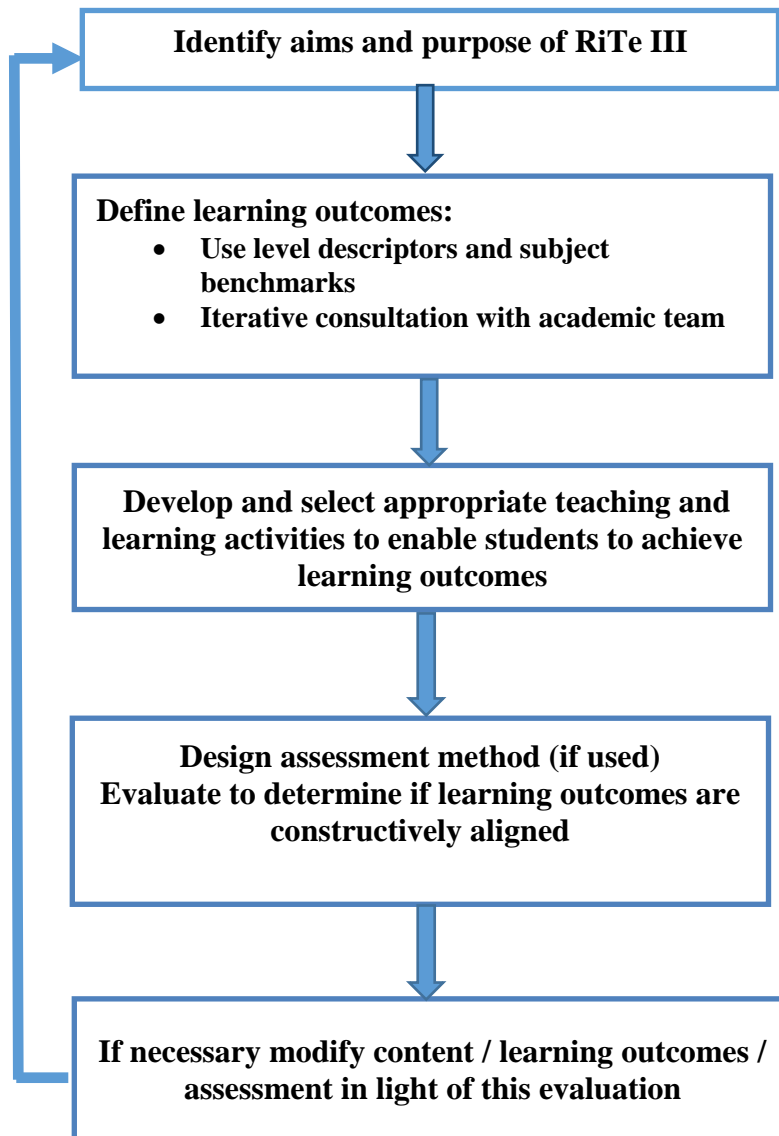 Identify aims and purpose of RiTe III
Define learning outcomes:
• Use level descriptors and subject
benchmarks
• Iterative consultation with academic team
Develop and select appropriate teaching and
learning activities to enable students to achieve
learning outcomes
Design assessment method (if used)
Evaluate to determine if learning outcomes are
constructively aligned
If necessary modify content / learning outcomes /
assessment in light of this evaluation